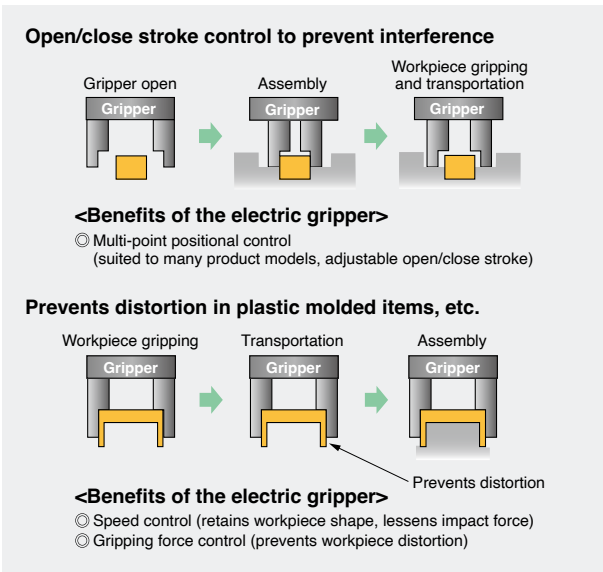 Open/close stroke control to prevent interference
Gripper open
Assembly
Workpiece gripping
and transportation
Gripper
Gripper
Gripper
<Benefits of the electric gripper>
◎ Multi-point positional control
(suited to many product models, adjustable open/close stroke)
Prevents distortion in plastic molded items, etc.
Workpiece gripping
Transportation
Assembly
Gripper
Gripper
Gripper
Prevents distortion
<Benefits of the electric gripper>
◎ Speed control (retains workpiece shape, lessens impact force)
◎ Gripping force control (prevents workpiece distortion)